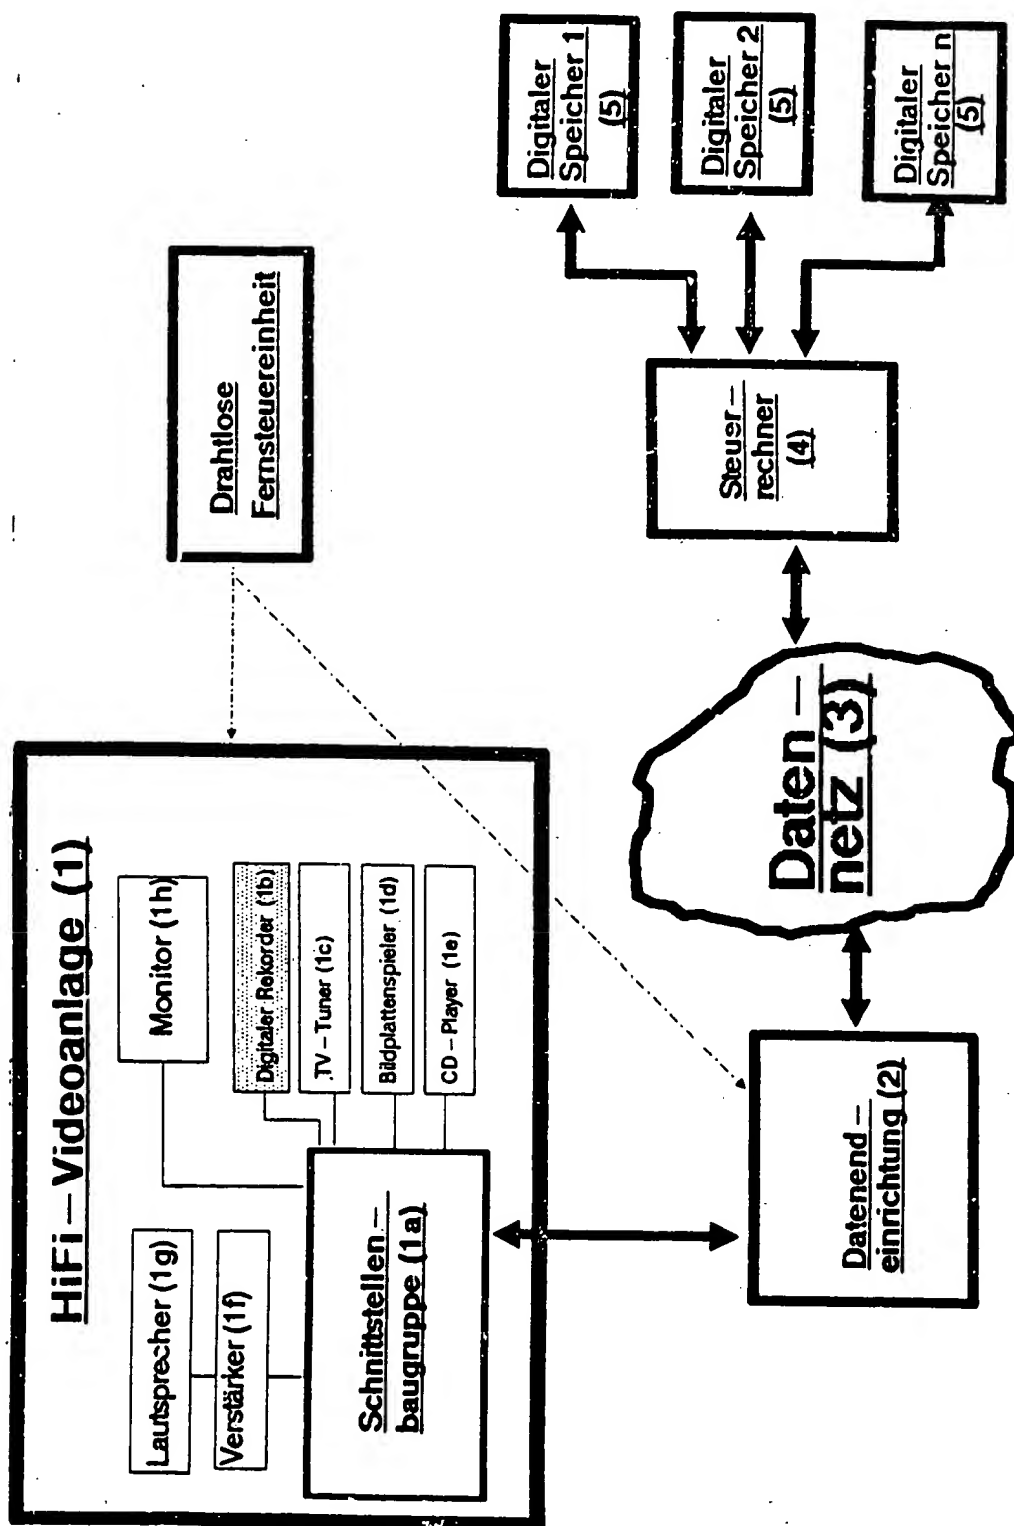 HiFi–Videoanlage (1)
Lautsprecher (1g)
Verstärker (1f)
Monitor (1h)
Digitaler Rekorder (1b)
TV–Tuner (1c)
Bildplattenspieler (1d)
CD–Player (1e)
Schnittstellen–
baugruppe (1a)
Drahtlose
Fernsteuereinheit
Datenend–
einrichtung (2)
Daten–
netz (3)
Steuer–
rechner
(4)
Digitaler
Speicher 1
(5)
Digitaler
Speicher 2
(5)
Digitaler
Speicher n
(5)